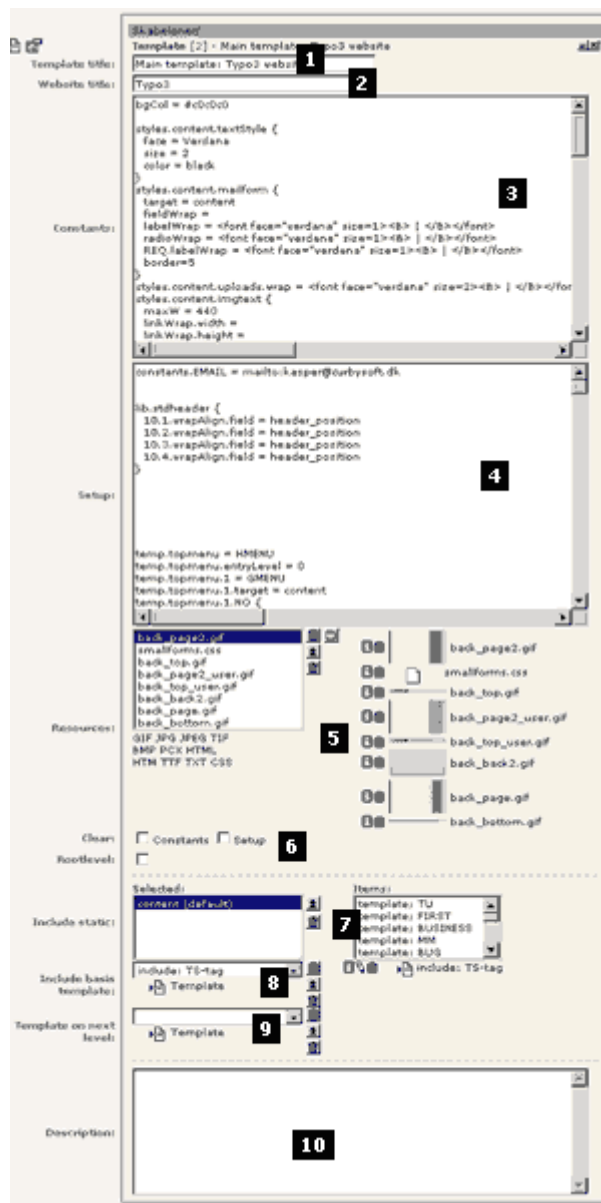 Skabeloner
Template [2] - Main template: Typo3 website
Template title:
Main template: Typo3 websi
1
Website title:
Typo3
2
Constants:
bgCol = #c0c0c0
styles.content.textStyle {
face = Verdana
size = 2
color = black
}
styles.content.mailform {
target = content
fieldWrap =
labelWrap = <font face="verdana" size=1><B> | </B></font>
radioWrap = <font face="verdana" size=1><B> | </B></font>
REQ.labelWrap = <font face="verdana" size=1><B> | </B></font>
border=5
}
styles.content.uploads.wrap = <font face="verdana" size=2><B> | </B></for
styles.content.imgtext {
maxW = 440
linkWrap.width =
linkWrap.height =
3
Setup:
constants.EMAIL = mailto:kasper@curbysoft.dk
lib.stdheader {
10.1.wrapAlign.field = header_position
10.2.wrapAlign.field = header_position
10.3.wrapAlign.field = header_position
10.4.wrapAlign.field = header_position
}
4
temp.topmenu = HMENU
temp.topmenu.entryLevel = 0
temp.topmenu.1 = GMENU
temp.topmenu.1.target = content
temp.topmenu.1.NO {
Resources:
back_page2.gif
smallforms.css
back_top.gif
back_page2_user.gif
back_top_user.gif
back_back2.gif
back_page.gif
back_bottom.gif
GIF JPG JPEG TIF
BMP PCX HTML
HTM TTF TXT CSS
5
back_page2.gif
smallforms.css
back_top.gif
back_page2_user.gif
back_top_user.gif
back_back2.gif
back_page.gif
back_bottom.gif
Clear:
Constants Setup
6
Rootlevel:
Include static:
Selected:
content (default)
7
Items:
template; TU
template; FIRST
template; BUSINESS
template; MM
template; BUG
Include basis
template:
include: TS-tag
Template
8
include: TS-tag
Template on next
level:
Template
9
Description:
10